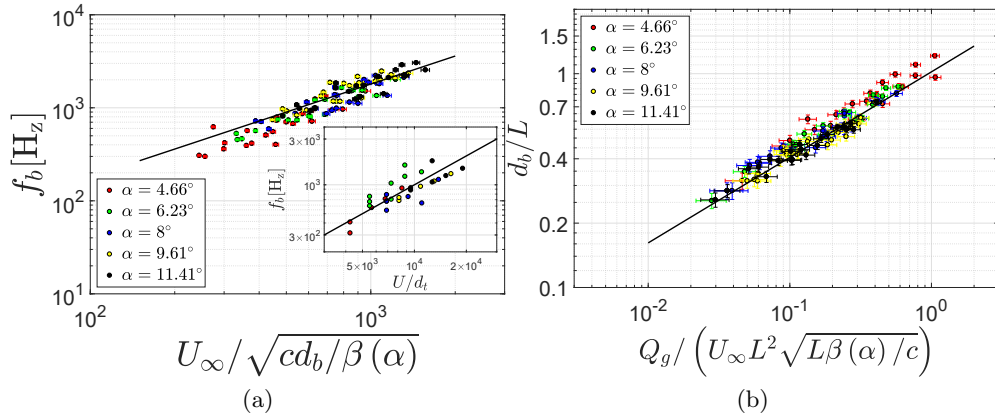 10^4
10^3
10^2
10^1
f_b[H_z]
α = 4.66°
α = 6.23°
α = 8°
α = 9.61°
α = 11.41°
3×10^3
10^3
3×10^2
f_b[Hz]
5×10^3
10^4
2×10^4
U/d_t
10^2
10^3
U_∞/√(cd_b/β(α))
(a)
1.5
1
0.7
0.4
0.2
0.1
d_b/L
α = 4.66°
α = 6.23°
α = 8°
α = 9.61°
α = 11.41°
10^-2
10^-1
10^0
Q_g/(U_∞L^2√(Lβ(α)/c))
(b)